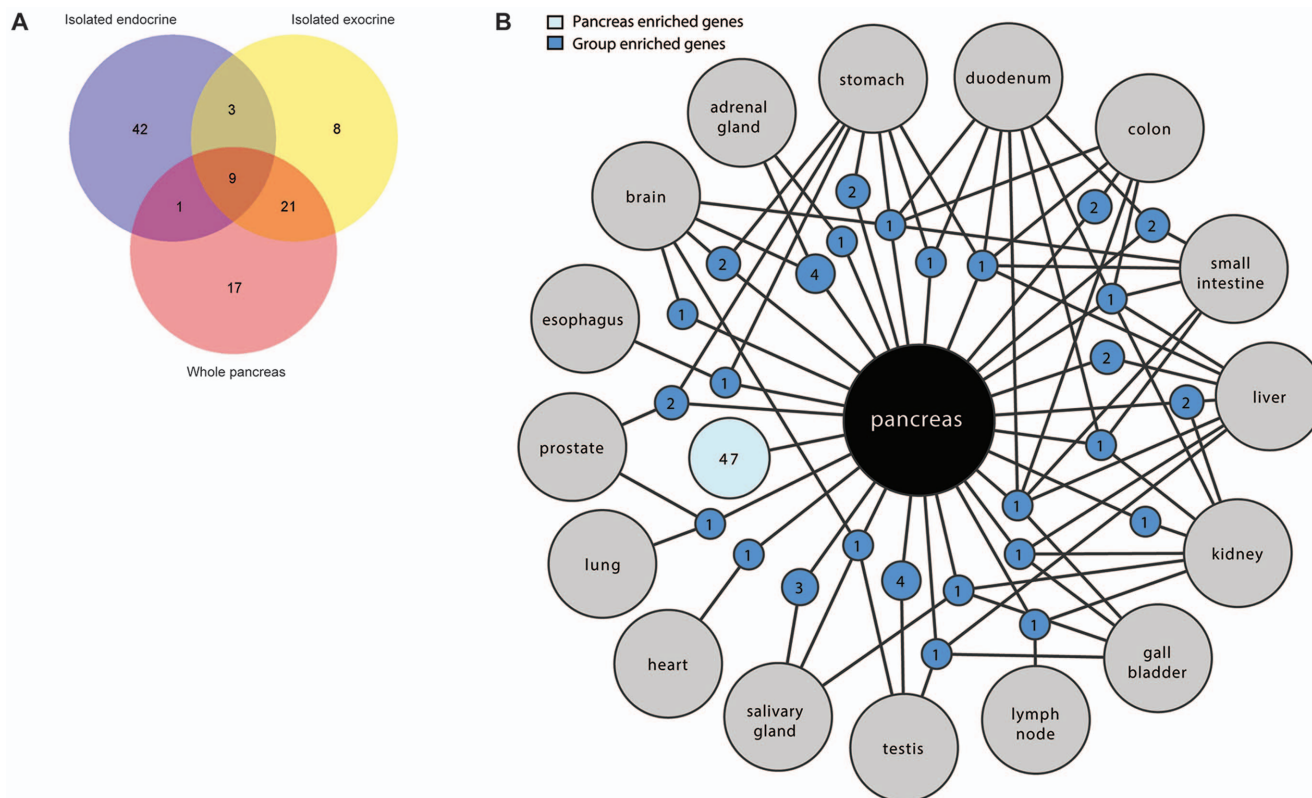 A
Isolated endocrine
Isolated exocrine
42
3
8
9
1
21
17
Whole pancreas
B
Pancreas enriched genes
Group enriched genes
stomach
duodenum
adrenal
gland
colon
brain
small
intestine
esophagus
liver
prostate
pancreas
lung
kidney
heart
gall
bladder
salivary
gland
lymph
node
testis
2
2
1
1
2
1
2
4
1
1
1
1
2
1
2
2
47
1
1
1
1
1
1
1
3
4
1
1
1